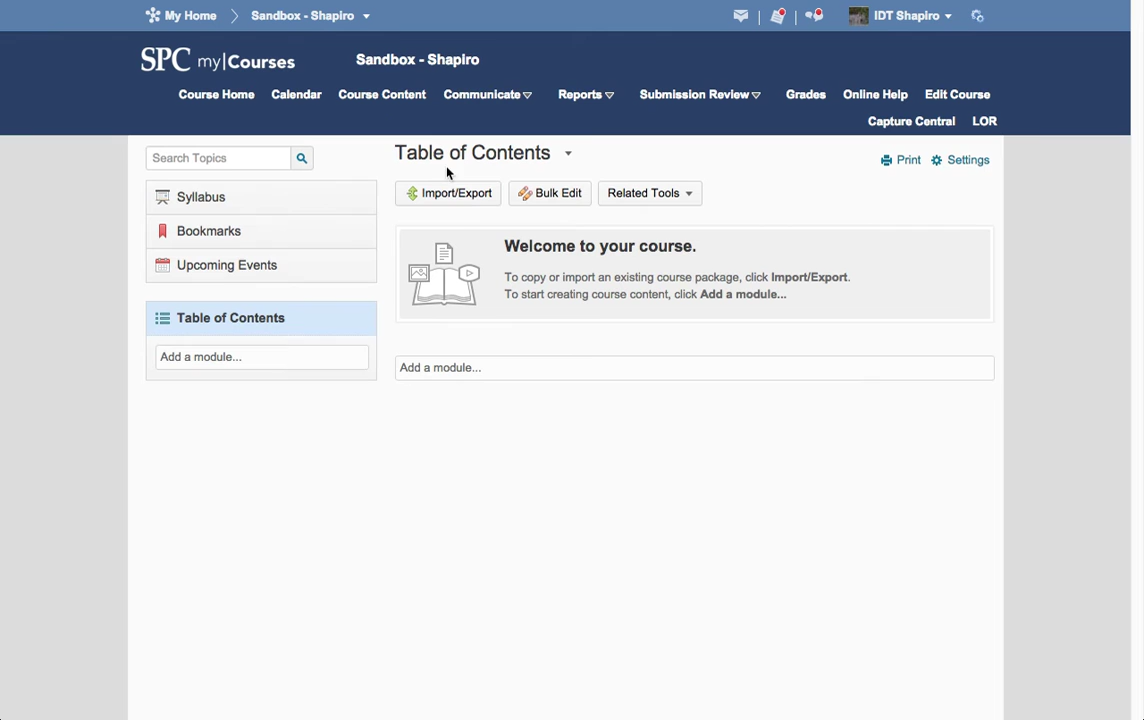 My Home
Sandbox - Shapiro
IDT Shapiro
SPC my|Courses
Sandbox - Shapiro
Course Home
Calendar
Course Content
Communicate
Reports
Submission Review
Grades
Online Help
Edit Course
Capture Central
LOR
Search Topics
Syllabus
Bookmarks
Upcoming Events
Table of Contents
Add a module...
Table of Contents
Print
Settings
Import/Export
Bulk Edit
Related Tools
Welcome to your course.
To copy or import an existing course package, click Import/Export.
To start creating course content, click Add a module...
Add a module...